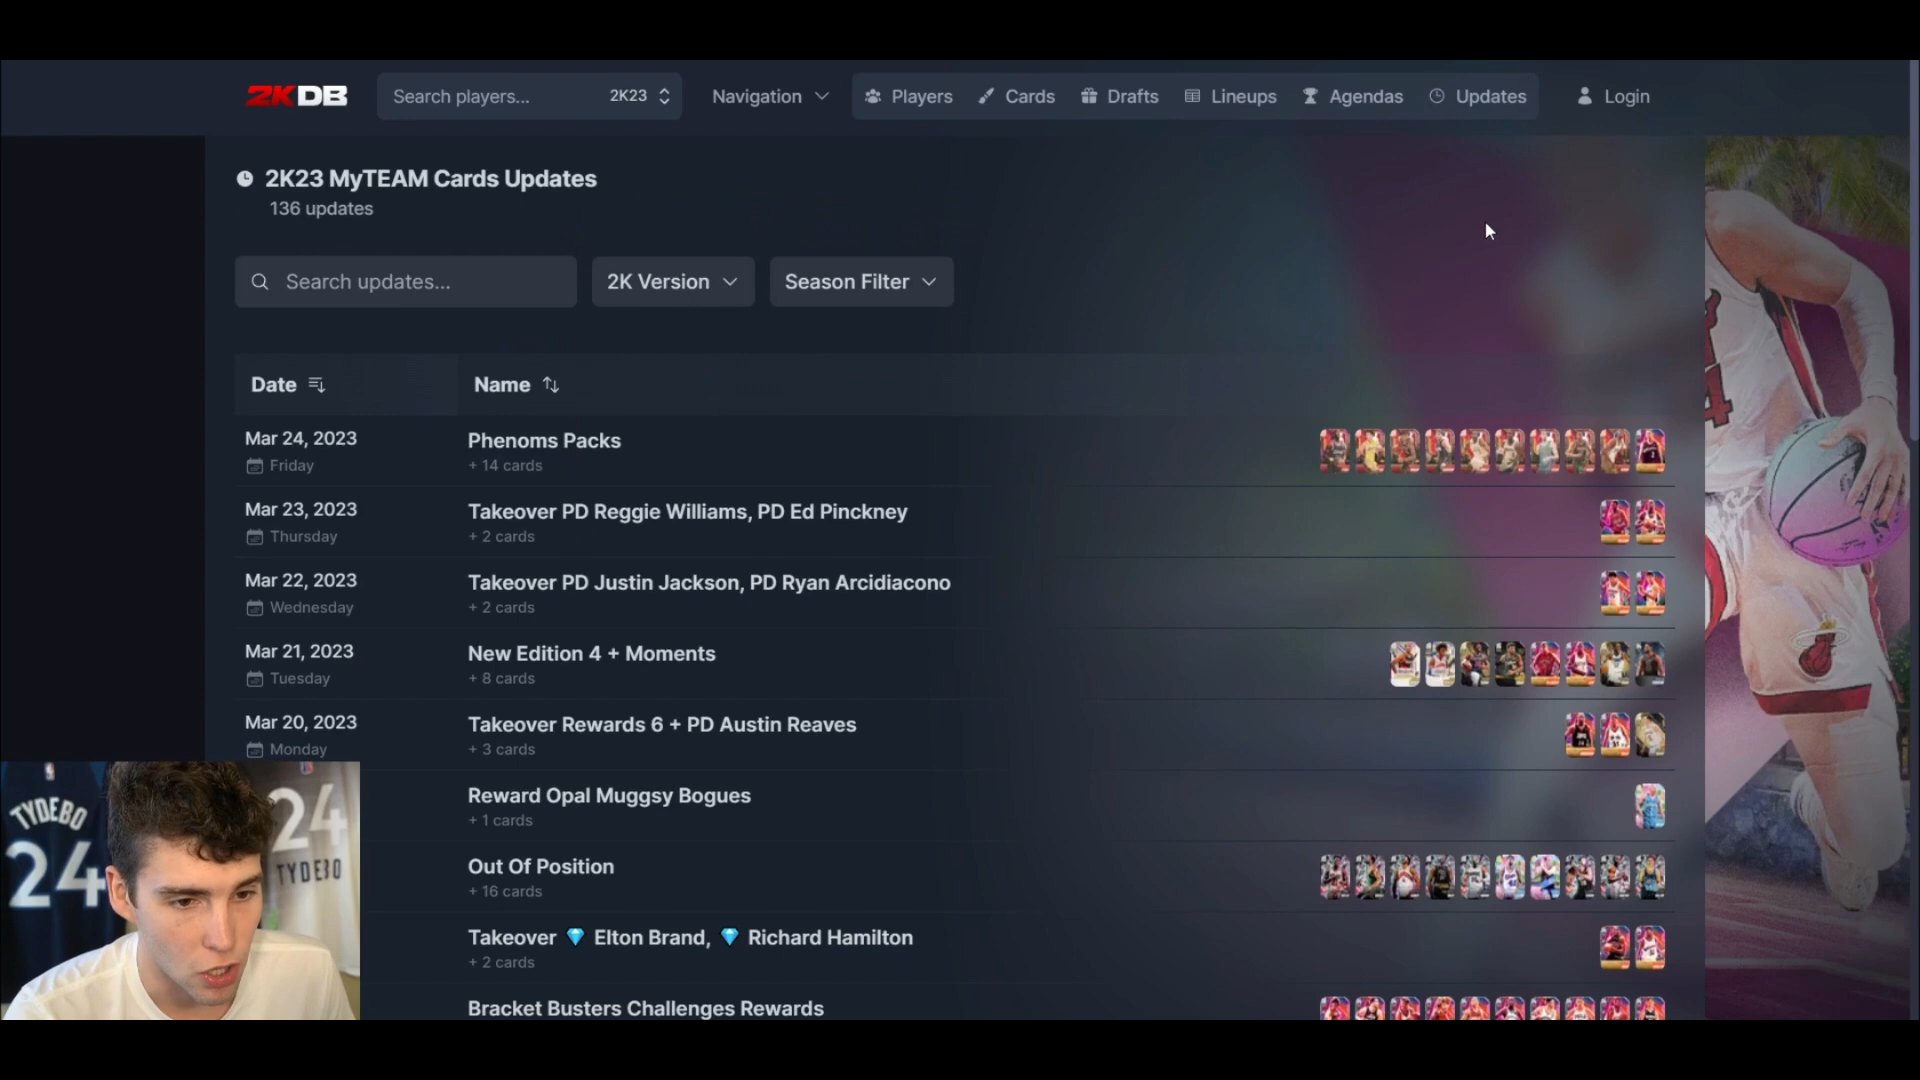 2KDB
Search players...
2K23
Navigation
Players
Cards
Drafts
Lineups
Agendas
Updates
Login
2K23 MyTEAM Cards Updates
136 updates
Search updates...
2K Version
Season Filter
Date
Name
Mar 24, 2023
Friday
Phenoms Packs
+ 14 cards
Mar 23, 2023
Thursday
Takeover PD Reggie Williams, PD Ed Pinckney
+ 2 cards
Mar 22, 2023
Wednesday
Takeover PD Justin Jackson, PD Ryan Arcidiacono
+ 2 cards
Mar 21, 2023
Tuesday
New Edition 4 + Moments
+ 8 cards
Mar 20, 2023
Monday
Takeover Rewards 6 + PD Austin Reaves
+ 3 cards
Reward Opal Muggsy Bogues
+ 1 cards
Out Of Position
+ 16 cards
Takeover 💎 Elton Brand, 💎 Richard Hamilton
+ 2 cards
Bracket Busters Challenges Rewards
TYDEBO
24
24
TYDEBO